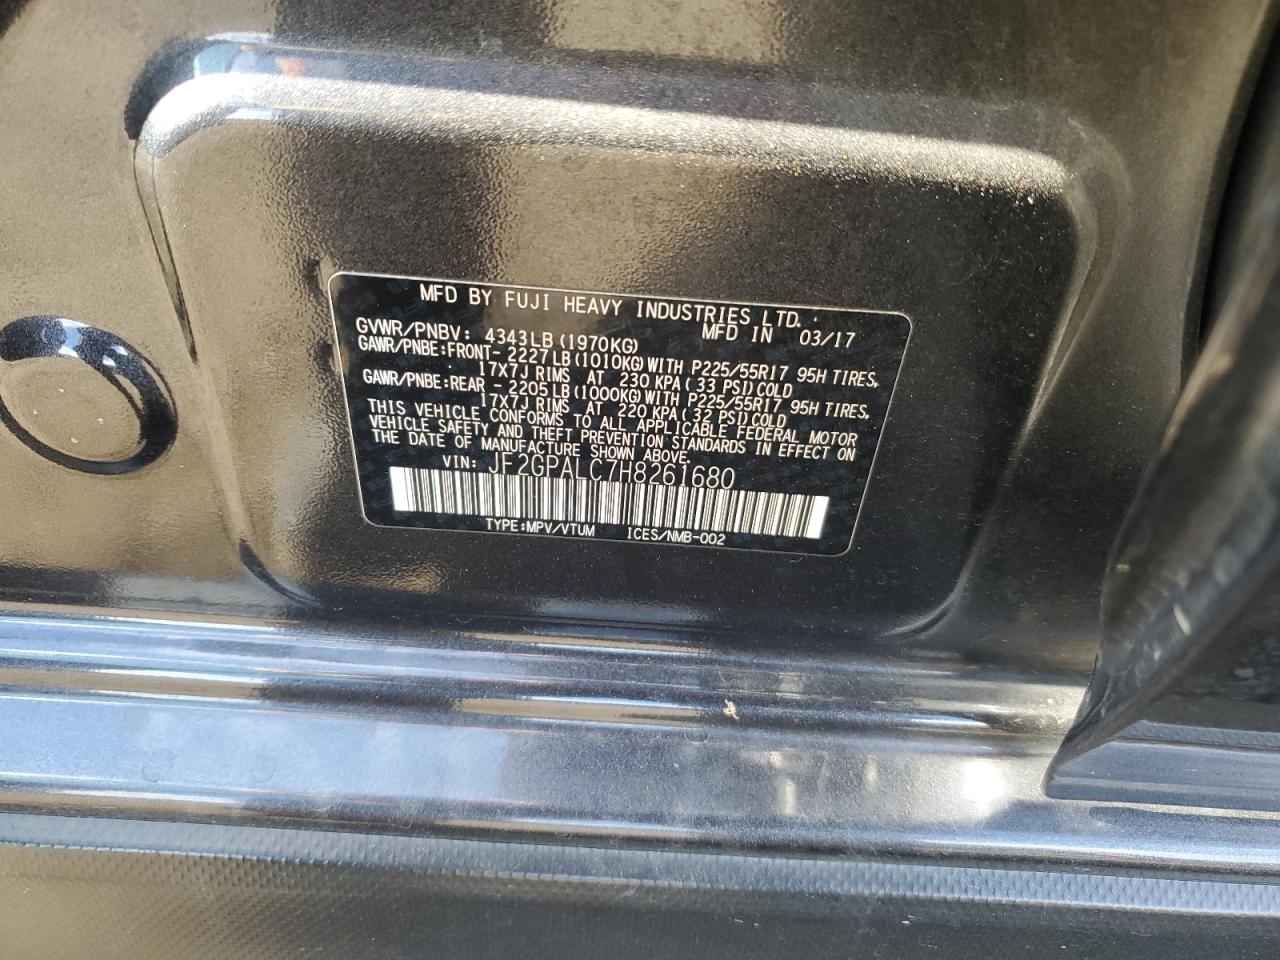 MFD BY FUJI HEAVY INDUSTRIES LTD.
MFD IN 03/17
GVWR/PNBV: 4343LB (1970KG)
GAWR/PNBE:FRONT- 2227LB (1010KG) WITH P225/55R17 95H TIRES,
17X7J RIMS AT 230 KPA (33 PSI) COLD
GAWR/PNBE:REAR - 2205LB (1000KG) WITH P225/55R17 95H TIRES,
17X7J RIMS AT 220 KPA (32 PSI) COLD
THIS VEHICLE CONFORMS TO ALL APPLICABLE FEDERAL MOTOR
VEHICLE SAFETY AND THEFT PREVENTION STANDARDS IN EFFECT ON
THE DATE OF MANUFACTURE SHOWN ABOVE.
VIN: JF2GPALC7H8261680
TYPE:MPV/VTUM ICES/NMB-002